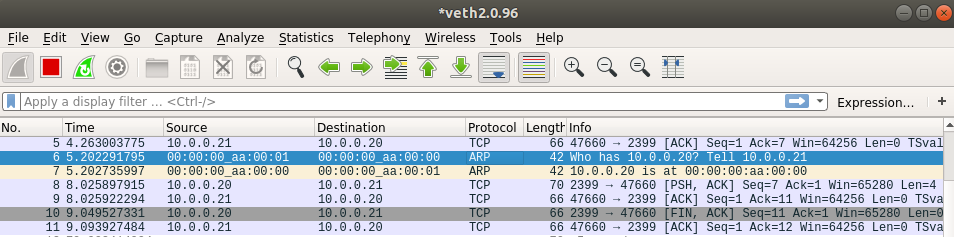 *veth2.0.96
File Edit View Go Capture Analyze Statistics Telephony Wireless Tools Help
Apply a display filter ... <Ctrl-/> Expression... +
No. Time Source Destination Protocol Length Info
5 4.263003775 10.0.0.21 10.0.0.20 TCP 66 47660 → 2399 [ACK] Seq=1 Ack=7 Win=64256 Len=0 TSval
6 5.202291795 00:00:00_aa:00:01 00:00:00_aa:00:00 ARP 42 Who has 10.0.0.20? Tell 10.0.0.21
7 5.202735997 00:00:00_aa:00:00 00:00:00_aa:00:01 ARP 42 10.0.0.20 is at 00:00:00:aa:00:00
8 8.025897915 10.0.0.20 10.0.0.21 TCP 70 2399 → 47660 [PSH, ACK] Seq=7 Ack=1 Win=65280 Len=4
9 8.025922294 10.0.0.21 10.0.0.20 TCP 66 47660 → 2399 [ACK] Seq=1 Ack=11 Win=64256 Len=0 TSva
10 9.049527331 10.0.0.20 10.0.0.21 TCP 66 2399 → 47660 [FIN, ACK] Seq=11 Ack=1 Win=65280 Len=0
11 9.093927484 10.0.0.21 10.0.0.20 TCP 66 47660 → 2399 [ACK] Seq=1 Ack=12 Win=64256 Len=0 TSva